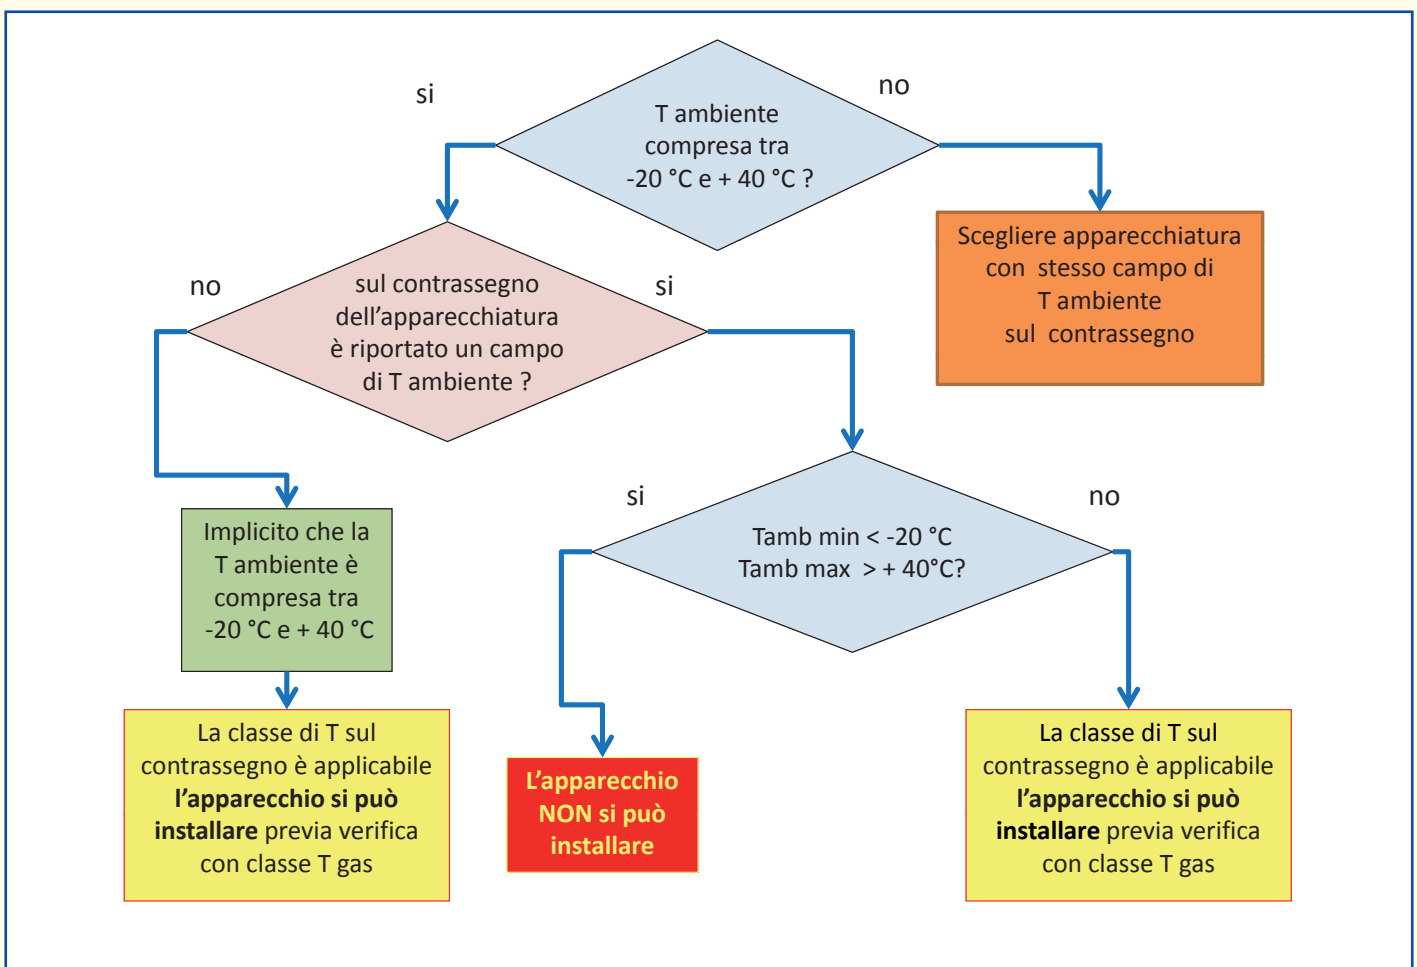 si
no
T ambiente
compresa tra
-20 °C e + 40 °C ?
Scegliere apparecchiatura
con stesso campo di
T ambiente
sul contrassegno
no
si
sul contrassegno
dell'apparecchiatura
è riportato un campo
di T ambiente ?
si
no
Tamb min < -20 °C
Tamb max > + 40°C?
Implicito che la
T ambiente è
compresa tra
-20 °C e + 40 °C
La classe di T sul
contrassegno è applicabile
l'apparecchio si può
installare previa verifica
con classe T gas
L'apparecchio
NON si può
installare
La classe di T sul
contrassegno è applicabile
l'apparecchio si può
installare previa verifica
con classe T gas